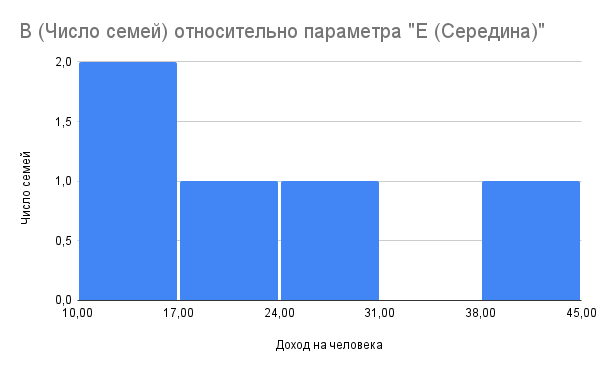 В (Число семей) относительно параметра "Е (Середина)"
2,0
1,5
1,0
0,5
0,0
Число семей
10,00 17,00 24,00 31,00 38,00 45,00
Доход на человека